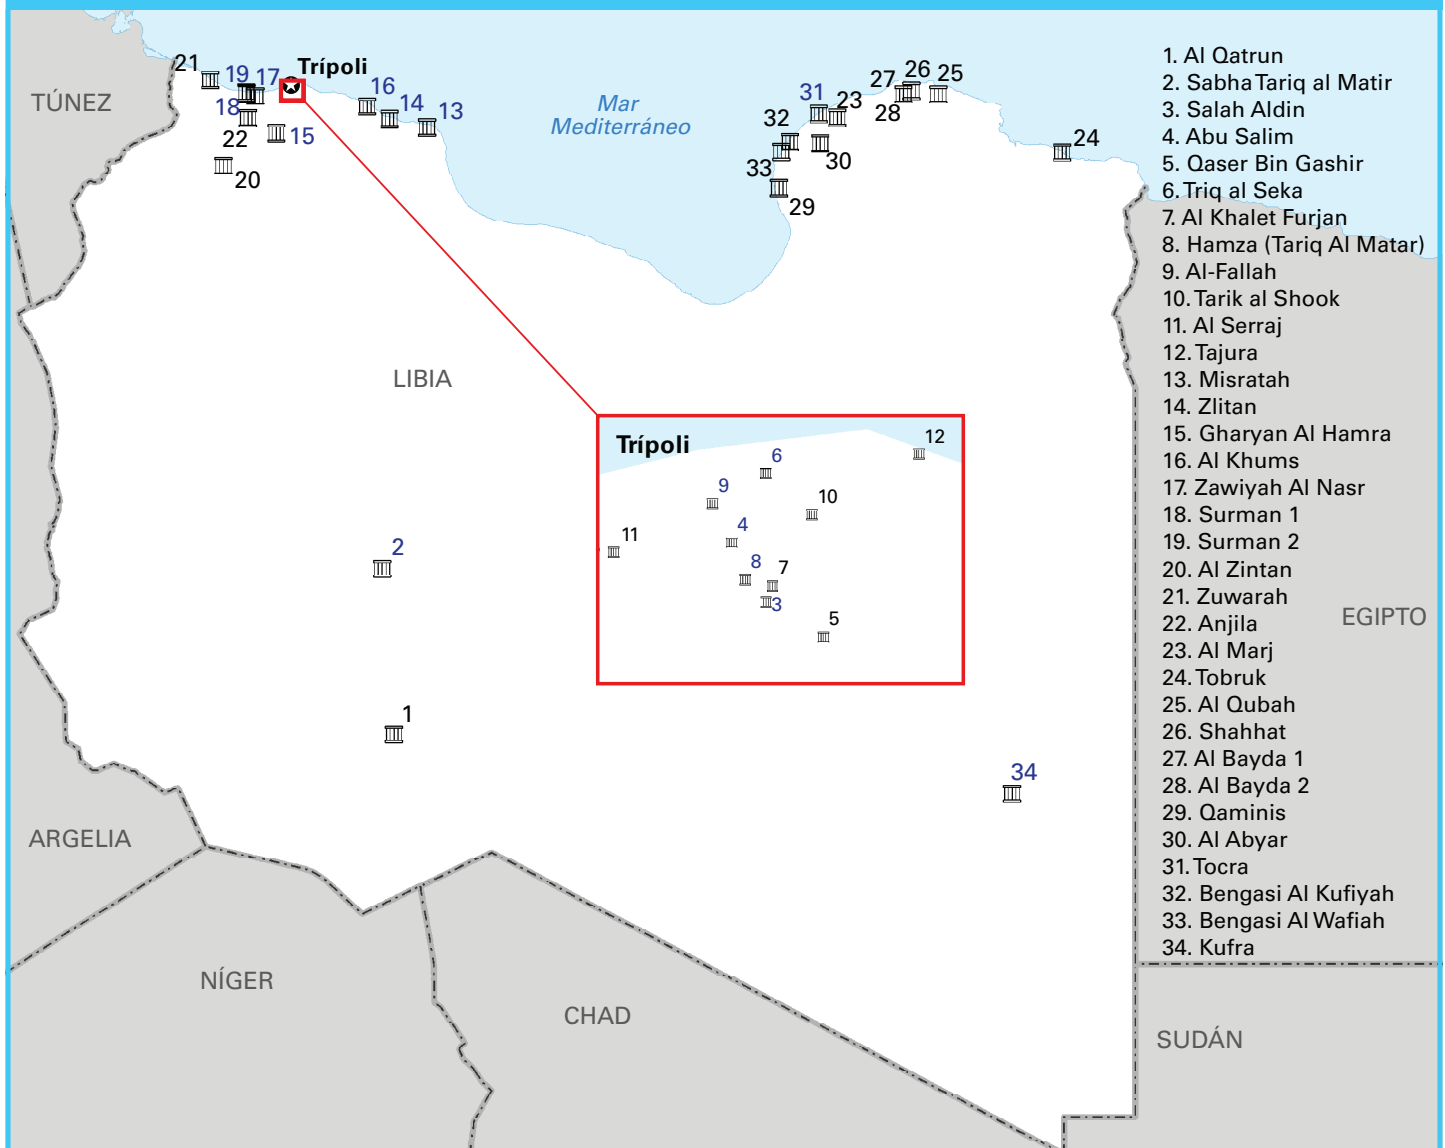 21
19
17
Trípoli
16
18
14
13
22
15
20
TÚNEZ
Mar
Mediterráneo
26
27
25
31
23
28
32
24
30
33
29
LIBIA
Trípoli
12
6
9
10
4
11
8
7
3
5
2
1
34
ARGELIA
NÍGER
CHAD
SUDÁN
EGIPTO
1. Al Qatrun
2. Sabha Tariq al Matir
3. Salah Aldin
4. Abu Salim
5. Qaser Bin Gashir
6. Triq al Seka
7. Al Khalet Furjan
8. Hamza (Tariq Al Matar)
9. Al-Fallah
10. Tarik al Shook
11. Al Serraj
12. Tajura
13. Misratah
14. Zlitan
15. Gharyan Al Hamra
16. Al Khums
17. Zawiyah Al Nasr
18. Surman 1
19. Surman 2
20. Al Zintan
21. Zuwarah
22. Anjila
23. Al Marj
24. Tobruk
25. Al Qubah
26. Shahhat
27. Al Bayda 1
28. Al Bayda 2
29. Qaminis
30. Al Abyar
31. Tocra
32. Bengasi Al Kufiyah
33. Bengasi Al Wafiah
34. Kufra